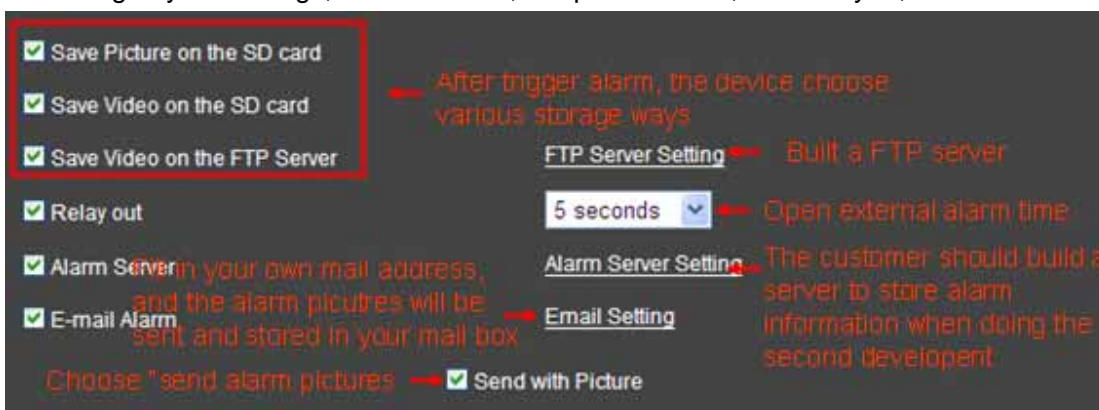 Save Picture on the SD card
After trigger alarm, the device choose
Save Video on the SD card
various storage ways
Save Video on the FTP Server
FTP Server Setting
Built a FTP server
Relay out
5 seconds
Open external alarm time
Alarm Server
in your own mail address,
Alarm Server Setting
The customer should build a
and the alarm picutres will be
server to store alarm
E-mail Alarm
Email Setting
sent and stored in your mail box
information when doing the
second developent
Choose "send alarm pictures
Send with Picture